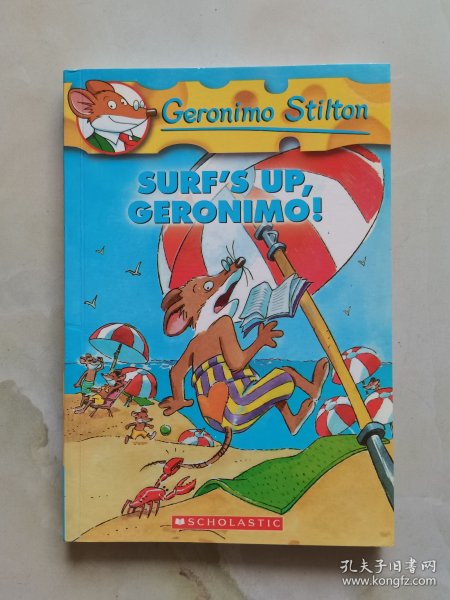 Geronimo Stilton
SURF'S UP,
GERONIMO!
SCHOLASTIC
孔夫子旧书网
www.kongfz.com